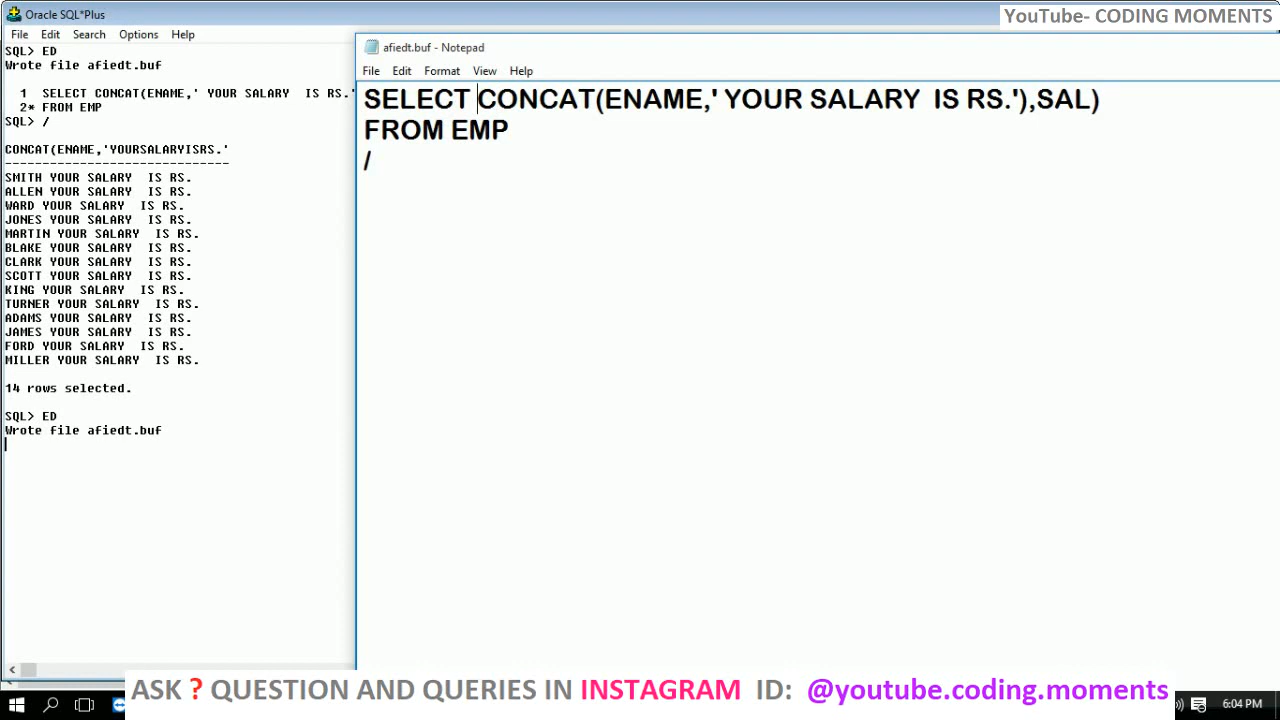 Oracle SQL*Plus
YouTube- CODING MOMENTS
File Edit Search Options Help
SQL> ED
Wrote file afiedt.buf
1 SELECT CONCAT(ENAME,' YOUR SALARY  IS RS.'
2* FROM EMP
SQL> /
CONCAT(ENAME,'YOURSALARYISRS.'
------------------------------
SMITH YOUR SALARY  IS RS.
ALLEN YOUR SALARY  IS RS.
WARD YOUR SALARY  IS RS.
JONES YOUR SALARY  IS RS.
MARTIN YOUR SALARY  IS RS.
BLAKE YOUR SALARY  IS RS.
CLARK YOUR SALARY  IS RS.
SCOTT YOUR SALARY  IS RS.
KING YOUR SALARY  IS RS.
TURNER YOUR SALARY  IS RS.
ADAMS YOUR SALARY  IS RS.
JAMES YOUR SALARY  IS RS.
FORD YOUR SALARY  IS RS.
MILLER YOUR SALARY  IS RS.
14 rows selected.
SQL> ED
Wrote file afiedt.buf
afiedt.buf - Notepad
File Edit Format View Help
SELECT CONCAT(ENAME,' YOUR SALARY  IS RS.'),SAL)
FROM EMP
/
ASK ? QUESTION AND QUERIES IN INSTAGRAM ID: @youtube.coding.moments
6:04 PM